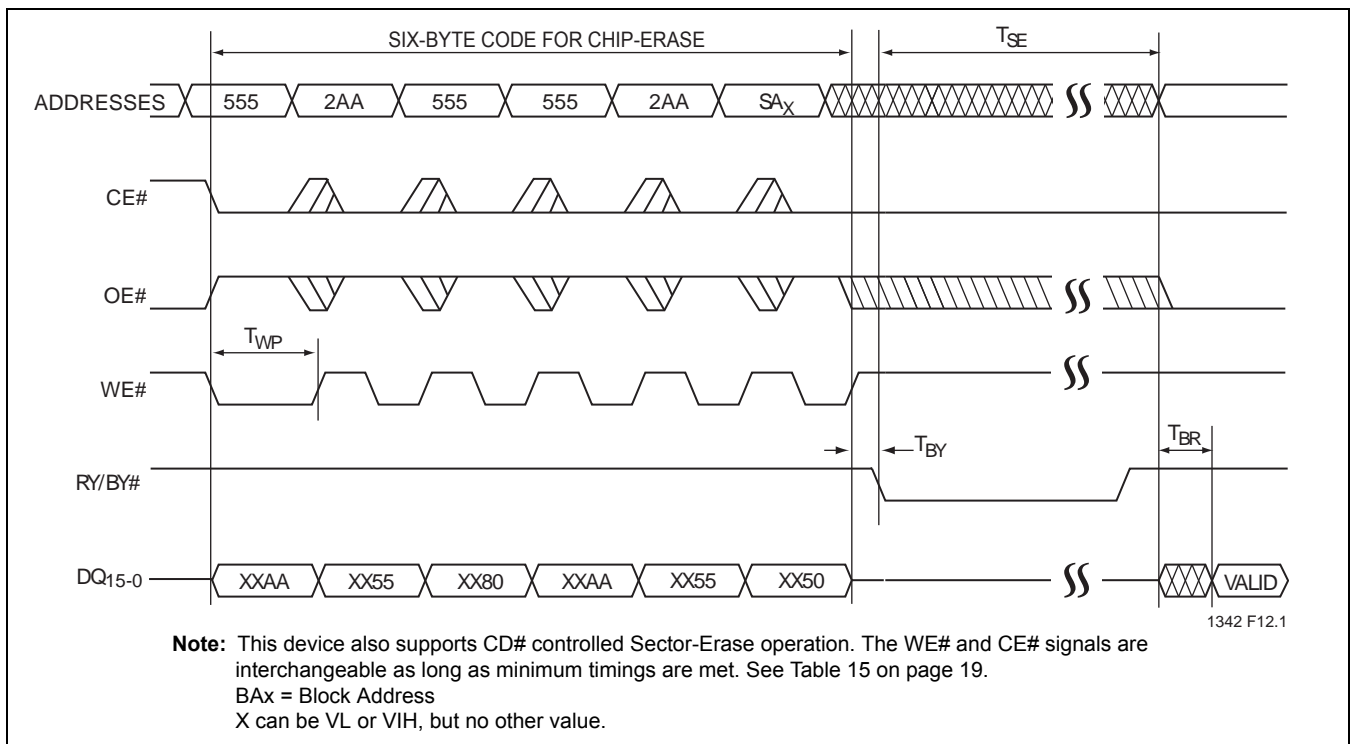 SIX-BYTE CODE FOR CHIP-ERASE
TSE
ADDRESSES 555 2AA 555 555 2AA SAX
CE#
OE#
TWP
WE#
TBY
TBR
RY/BY#
DQ15-0 XXAA XX55 XX80 XXAA XX55 XX50 VALID
1342 F12.1
Note: This device also supports CD# controlled Sector-Erase operation. The WE# and CE# signals are
interchangeable as long as minimum timings are met. See Table 15 on page 19.
BAx = Block Address
X can be VL or VIH, but no other value.